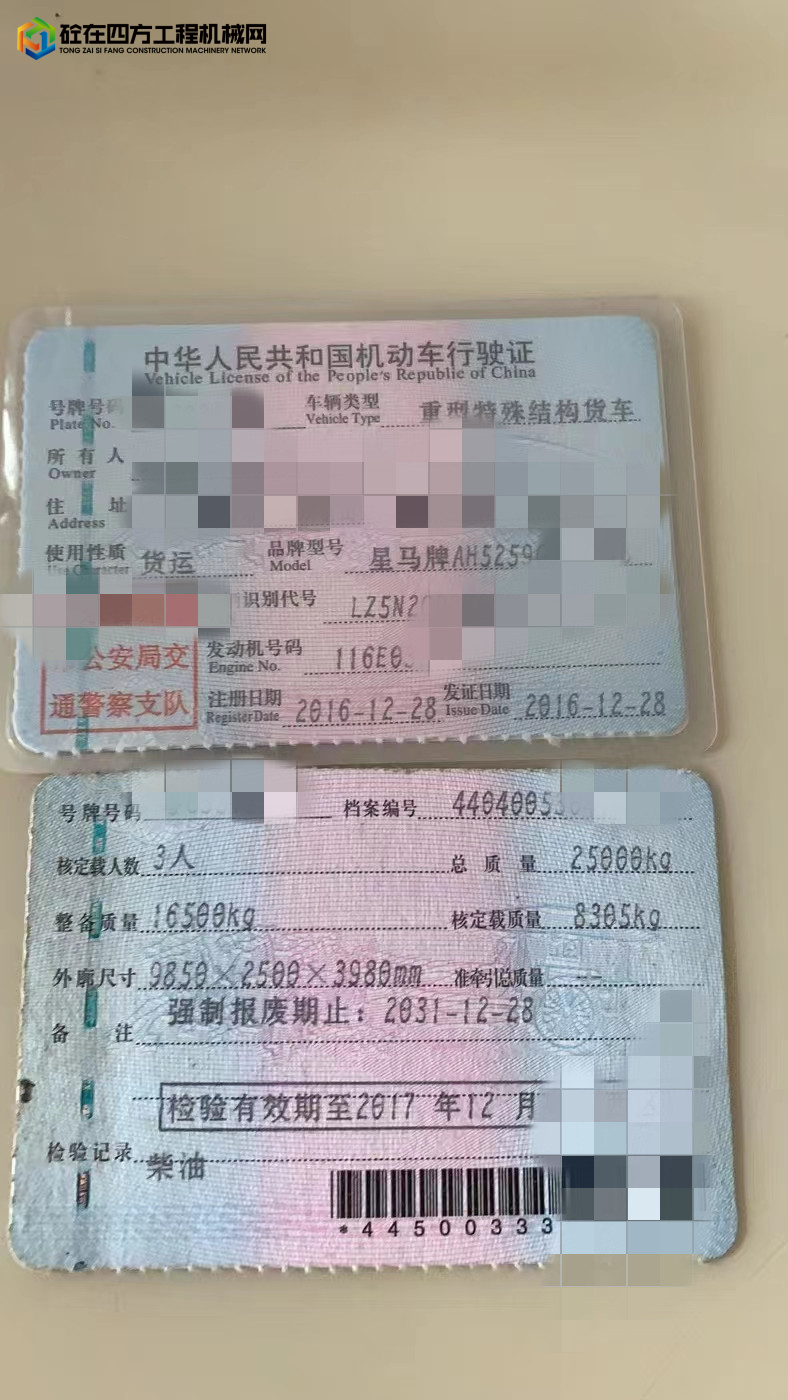 砼在四方工程机械网
TONG ZAI SI FANG CONSTRUCTION MACHINERY NETWORK
中华人民共和国机动车行驶证
Vehicle License of the People's Republic of China
号牌号码 车辆类型 重型特殊结构货车
Plate No. Vehicle Type
所有人
Owner
住址
Address
使用性质 货运 品牌型号 星马牌AH5259
Use Character Model
识别代号 LZ5N2
公安局交 发动机号码 116E0
Engine No.
通警察支队 注册日期 2016-12-28 发证日期 2016-12-28
Register Date Issue Date
号牌号码 档案编号 440400530
核定载人数 3人 总质量 25000kg
整备质量 16500kg 核定载质量 8305kg
外廓尺寸 9850×2500×3980mm 准牵引总质量 --
备注 强制报废期止：2031-12-28
检验有效期至2017 年12 月
检验记录 柴油
*44500333